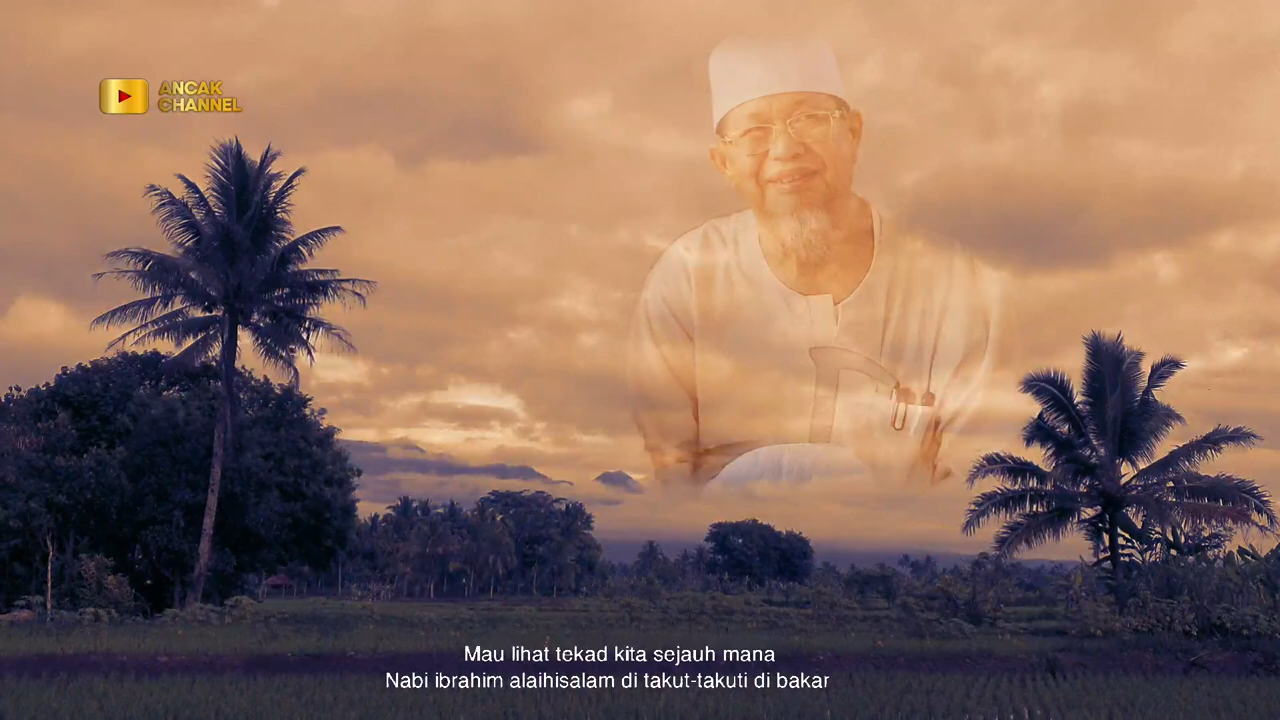 ANCAK
CHANNEL
Mau lihat tekad kita sejauh mana
Nabi ibrahim alaihisalam di takut-takuti di bakar